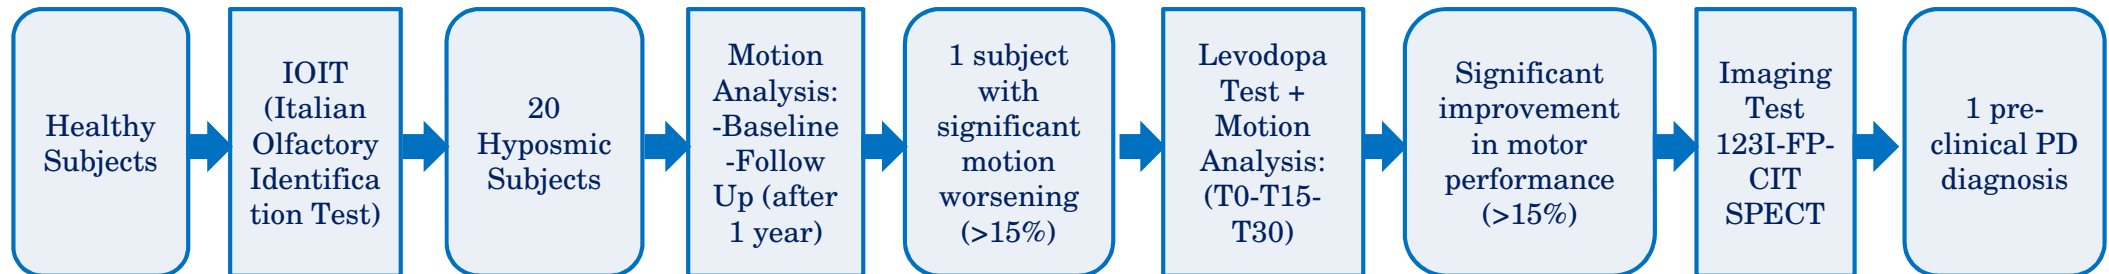 Healthy
Subjects
IOIT
(Italian
Olfactory
Identifica
tion Test)
20
Hyposmic
Subjects
Motion
Analysis:
-Baseline
-Follow
Up (after
1 year)
1 subject
with
significant
motion
worsening
(>15%)
Levodopa
Test +
Motion
Analysis:
(T0-T15-
T30)
Significant
improvement
in motor
performance
(>15%)
Imaging
Test
123I-FP-
CIT
SPECT
1 pre-
clinical PD
diagnosis